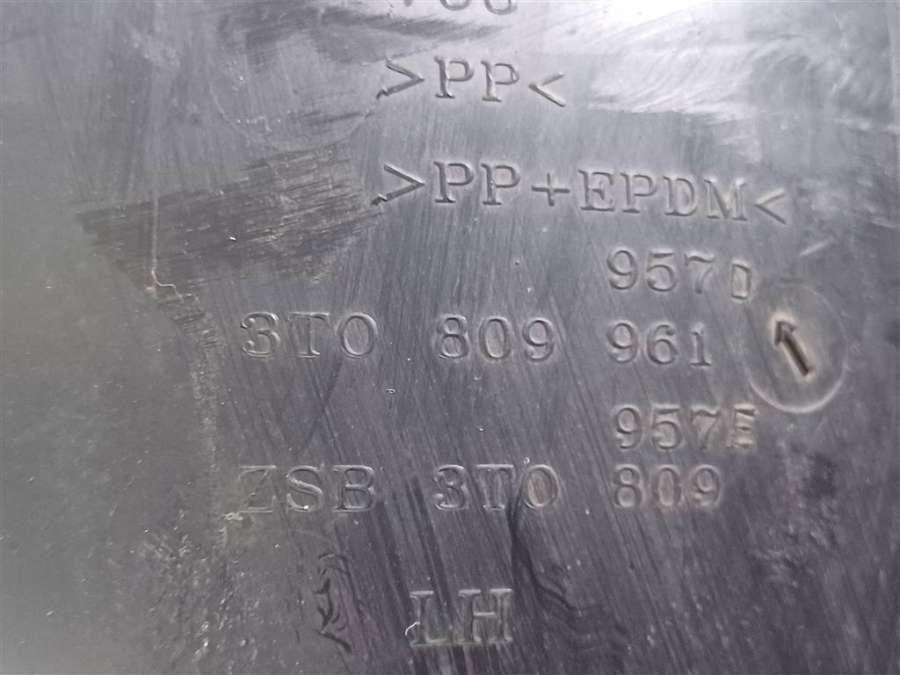 >PP<
>PP+EPDM<
957D
3T0 809 961
957E
ZSB 3T0 809
LH